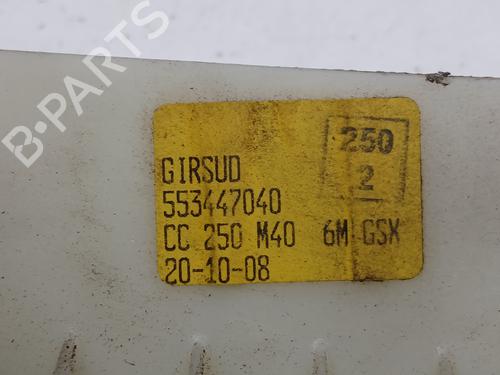 B-PARTS
GIRSUD
553447040
CC 250 M40 6M GSX
20-10-08
250
2